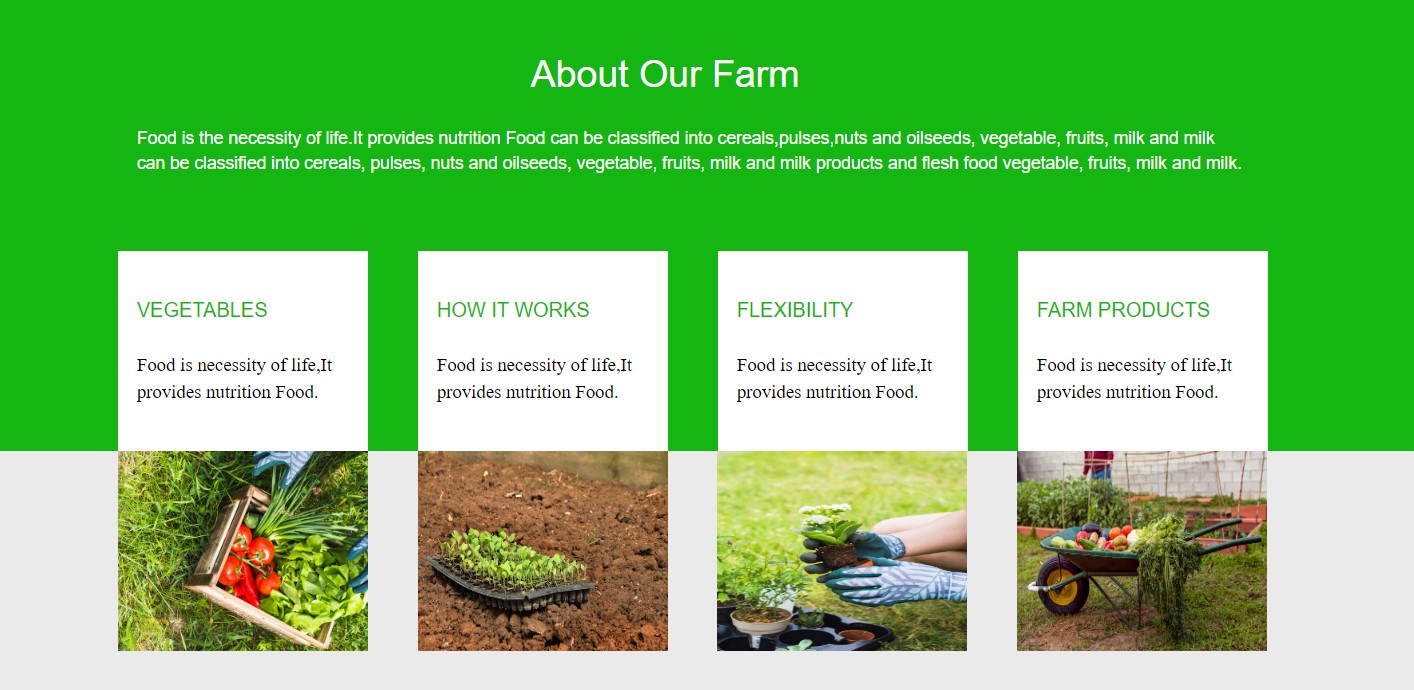 About Our Farm
Food is the necessity of life.It provides nutrition Food can be classified into cereals,pulses,nuts and oilseeds, vegetable, fruits, milk and milk
can be classified into cereals, pulses, nuts and oilseeds, vegetable, fruits, milk and milk products and flesh food vegetable, fruits, milk and milk.
VEGETABLES
Food is necessity of life,It
provides nutrition Food.
HOW IT WORKS
Food is necessity of life,It
provides nutrition Food.
FLEXIBILITY
Food is necessity of life,It
provides nutrition Food.
FARM PRODUCTS
Food is necessity of life,It
provides nutrition Food.